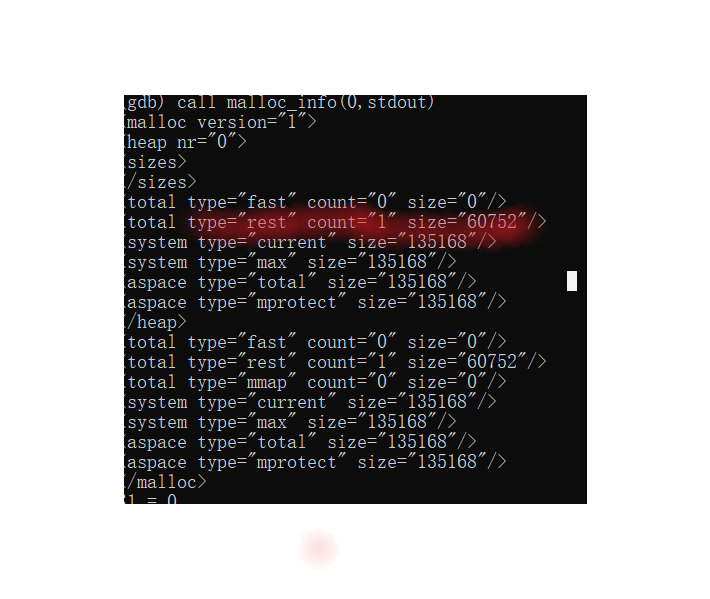 (gdb) call malloc_info(0,stdout)
<malloc version="1">
<heap nr="0">
<sizes>
</sizes>
<total type="fast" count="0" size="0"/>
<total type="rest" count="1" size="60752"/>
<system type="current" size="135168"/>
<system type="max" size="135168"/>
<aspace type="total" size="135168"/>
<aspace type="mprotect" size="135168"/>
</heap>
<total type="fast" count="0" size="0"/>
<total type="rest" count="1" size="60752"/>
<total type="mmap" count="0" size="0"/>
<system type="current" size="135168"/>
<system type="max" size="135168"/>
<aspace type="total" size="135168"/>
<aspace type="mprotect" size="135168"/>
</malloc>
$1 = 0